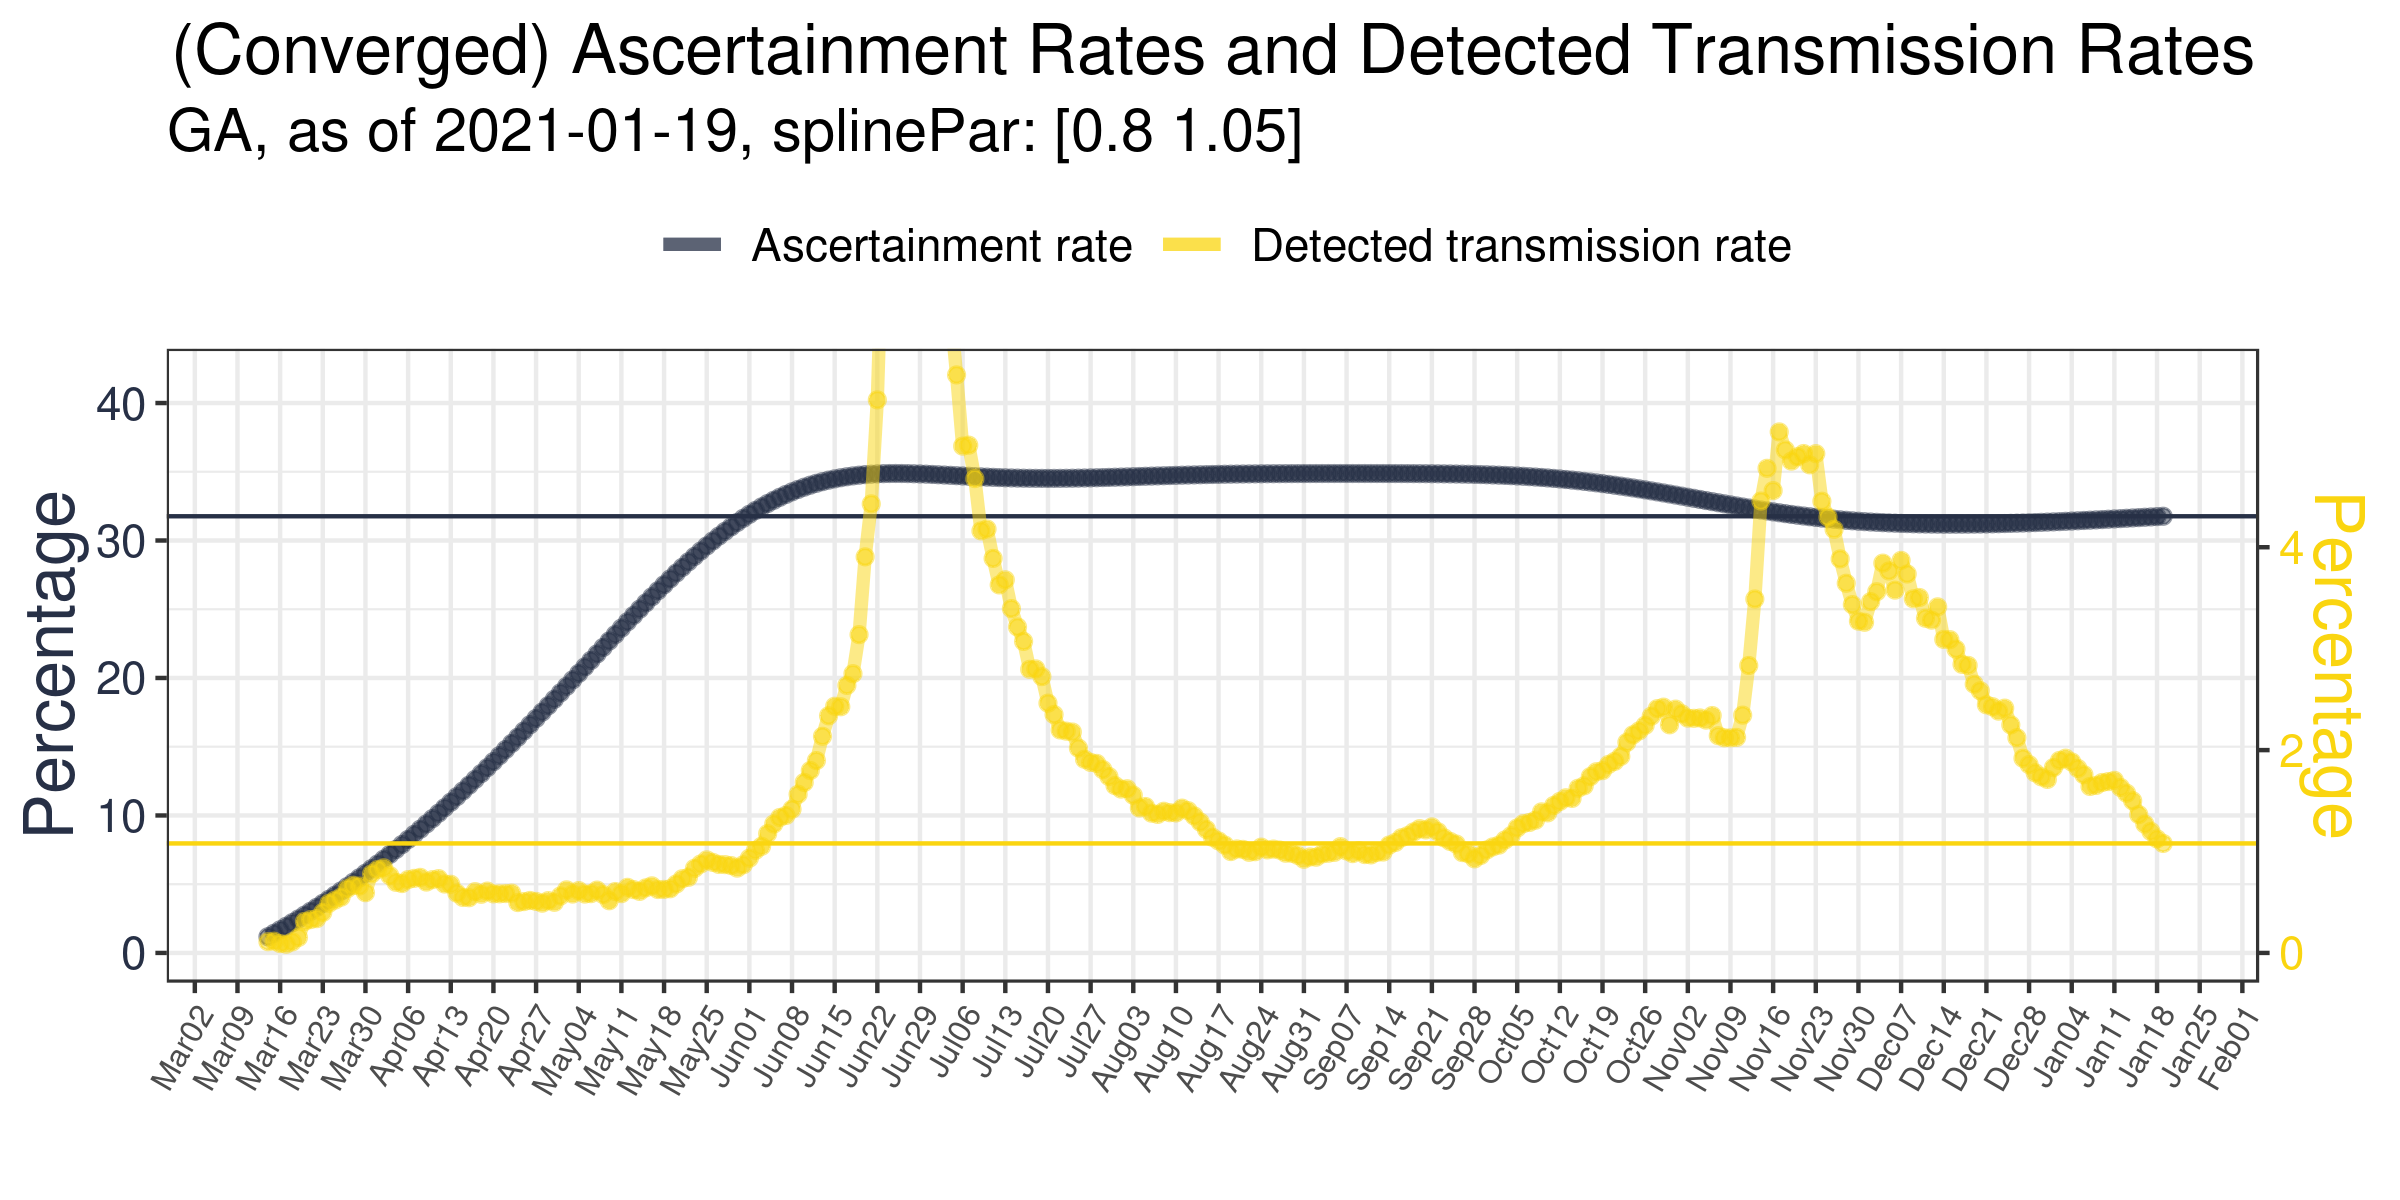 (Converged) Ascertainment Rates and Detected Transmission Rates
GA, as of 2021-01-19, splinePar: [0.8 1.05]
Ascertainment rate Detected transmission rate
Percentage
40
30
20
10
0
4
2
0
Percentage
Mar02 Mar09 Mar16 Mar23 Mar30 Apr06 Apr13 Apr20 Apr27 May04 May11 May18 May25 Jun01 Jun08 Jun15 Jun22 Jun29 Jul06 Jul13 Jul20 Jul27 Aug03 Aug10 Aug17 Aug24 Aug31 Sep07 Sep14 Sep21 Sep28 Oct05 Oct12 Oct19 Oct26 Nov02 Nov09 Nov16 Nov23 Nov30 Dec07 Dec14 Dec21 Dec28 Jan04 Jan11 Jan18 Jan25 Feb01